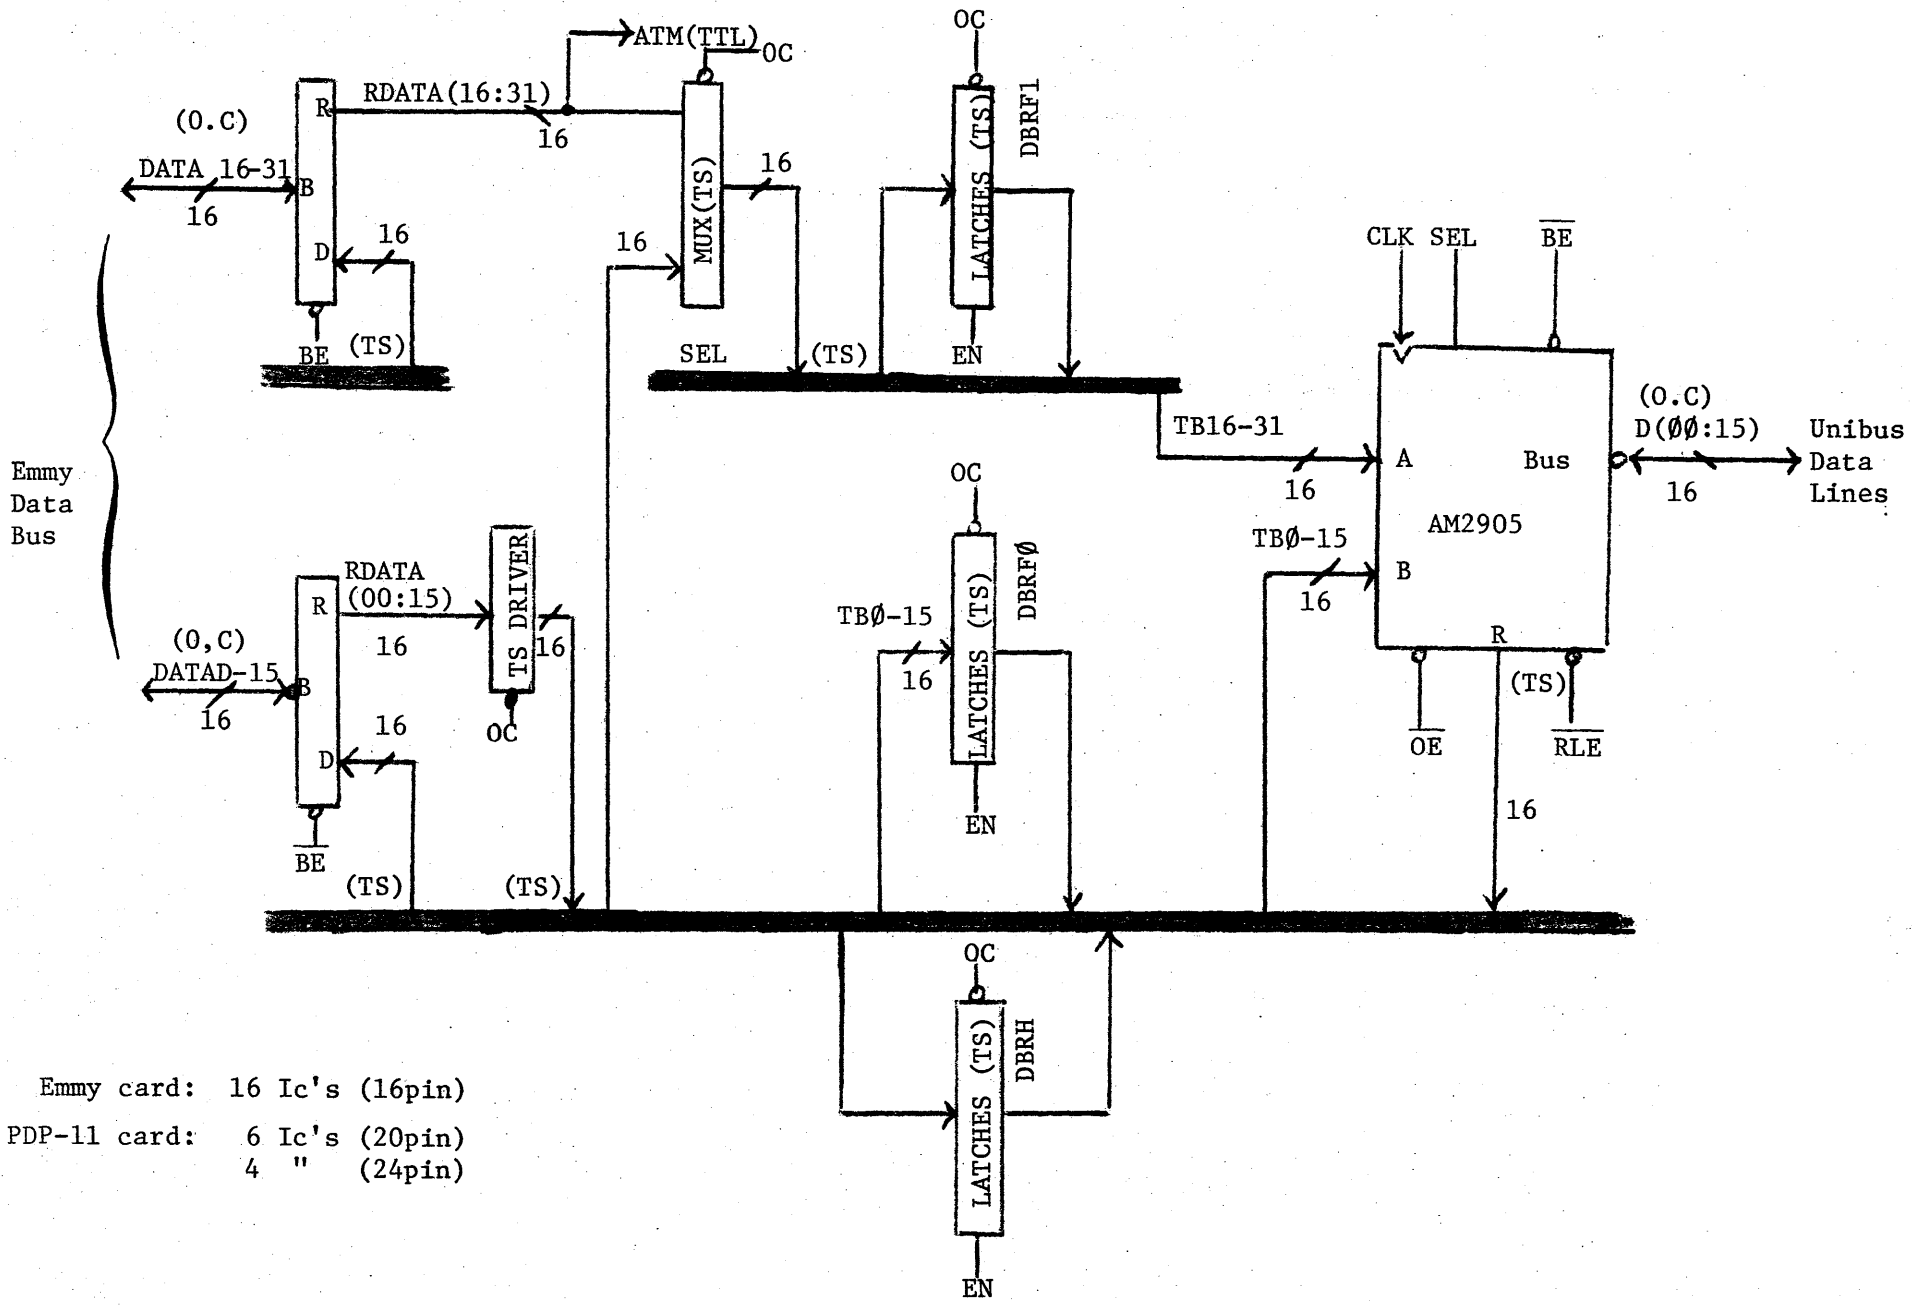 OC
ATM(TTL)
OC
RDATA(16:31)
R
16
(O.C)
DATA 16-31
B
16
16
D
BE
(TS)
MUX(TS)
16
16
SEL
(TS)
LATCHES (TS)
DBRF1
EN
CLK SEL
BE
TB16-31
16
A
Bus
AM2905
(O.C)
D(ØØ:15)
16
Unibus
Data
Lines
TBØ-15
16
B
R
(TS)
OE
RLE
16
Emmy
Data
Bus
RDATA
(00:15)
R
16
TS DRIVER
16
OC
(O,C)
DATAD-15
B
16
16
D
BE
(TS)
(TS)
OC
TBØ-15
16
LATCHES (TS)
DBRFØ
EN
OC
LATCHES (TS)
DBRH
EN
Emmy card: 16 Ic's (16pin)
PDP-11 card: 6 Ic's (20pin)
4 " (24pin)